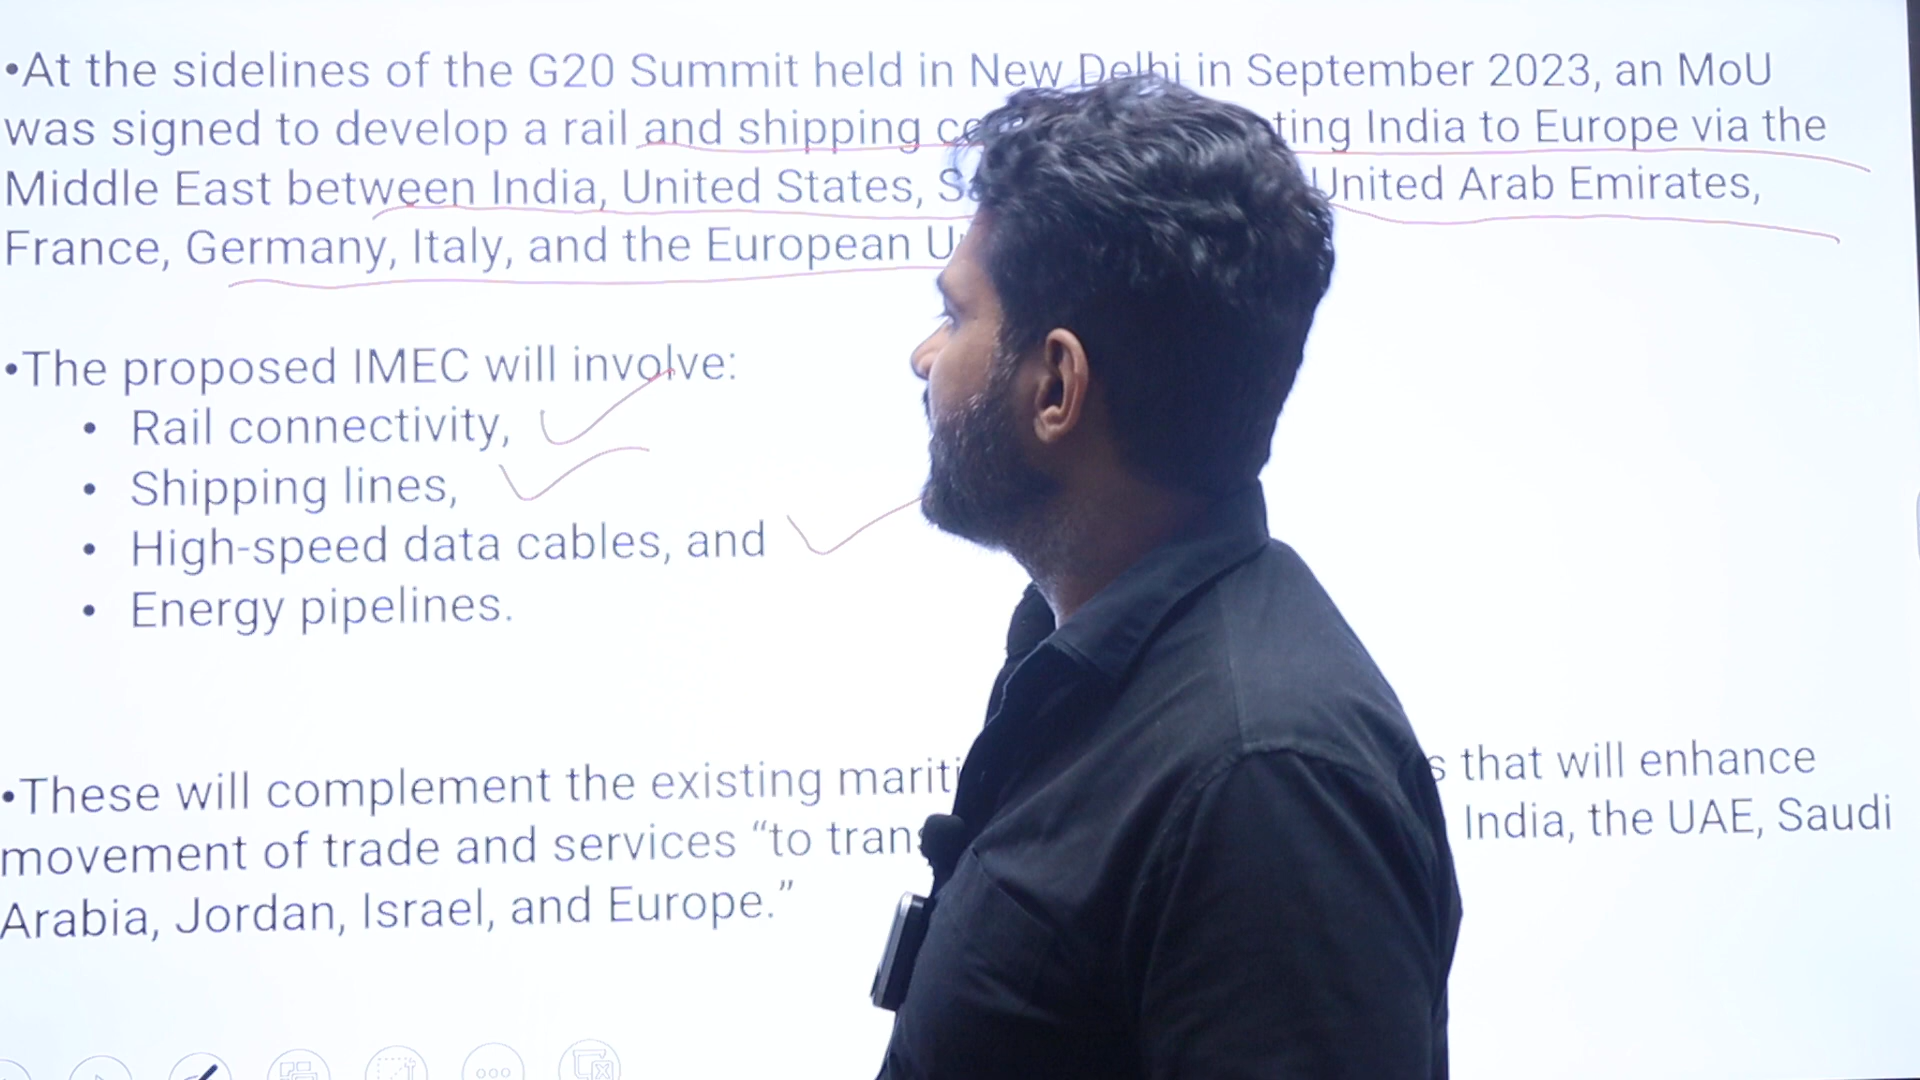 •At the sidelines of the G20 Summit held in New Delhi in September 2023, an MoU
was signed to develop a rail and shipping ting India to Europe via the
Middle East between India, United States, United Arab Emirates,
France, Germany, Italy, and the European
•The proposed IMEC will involve:
• Rail connectivity,
• Shipping lines,
• High-speed data cables, and
• Energy pipelines.
•These will complement the existing that will enhance
movement of trade and services “to India, the UAE, Saudi
Arabia, Jordan, Israel, and Europe.”